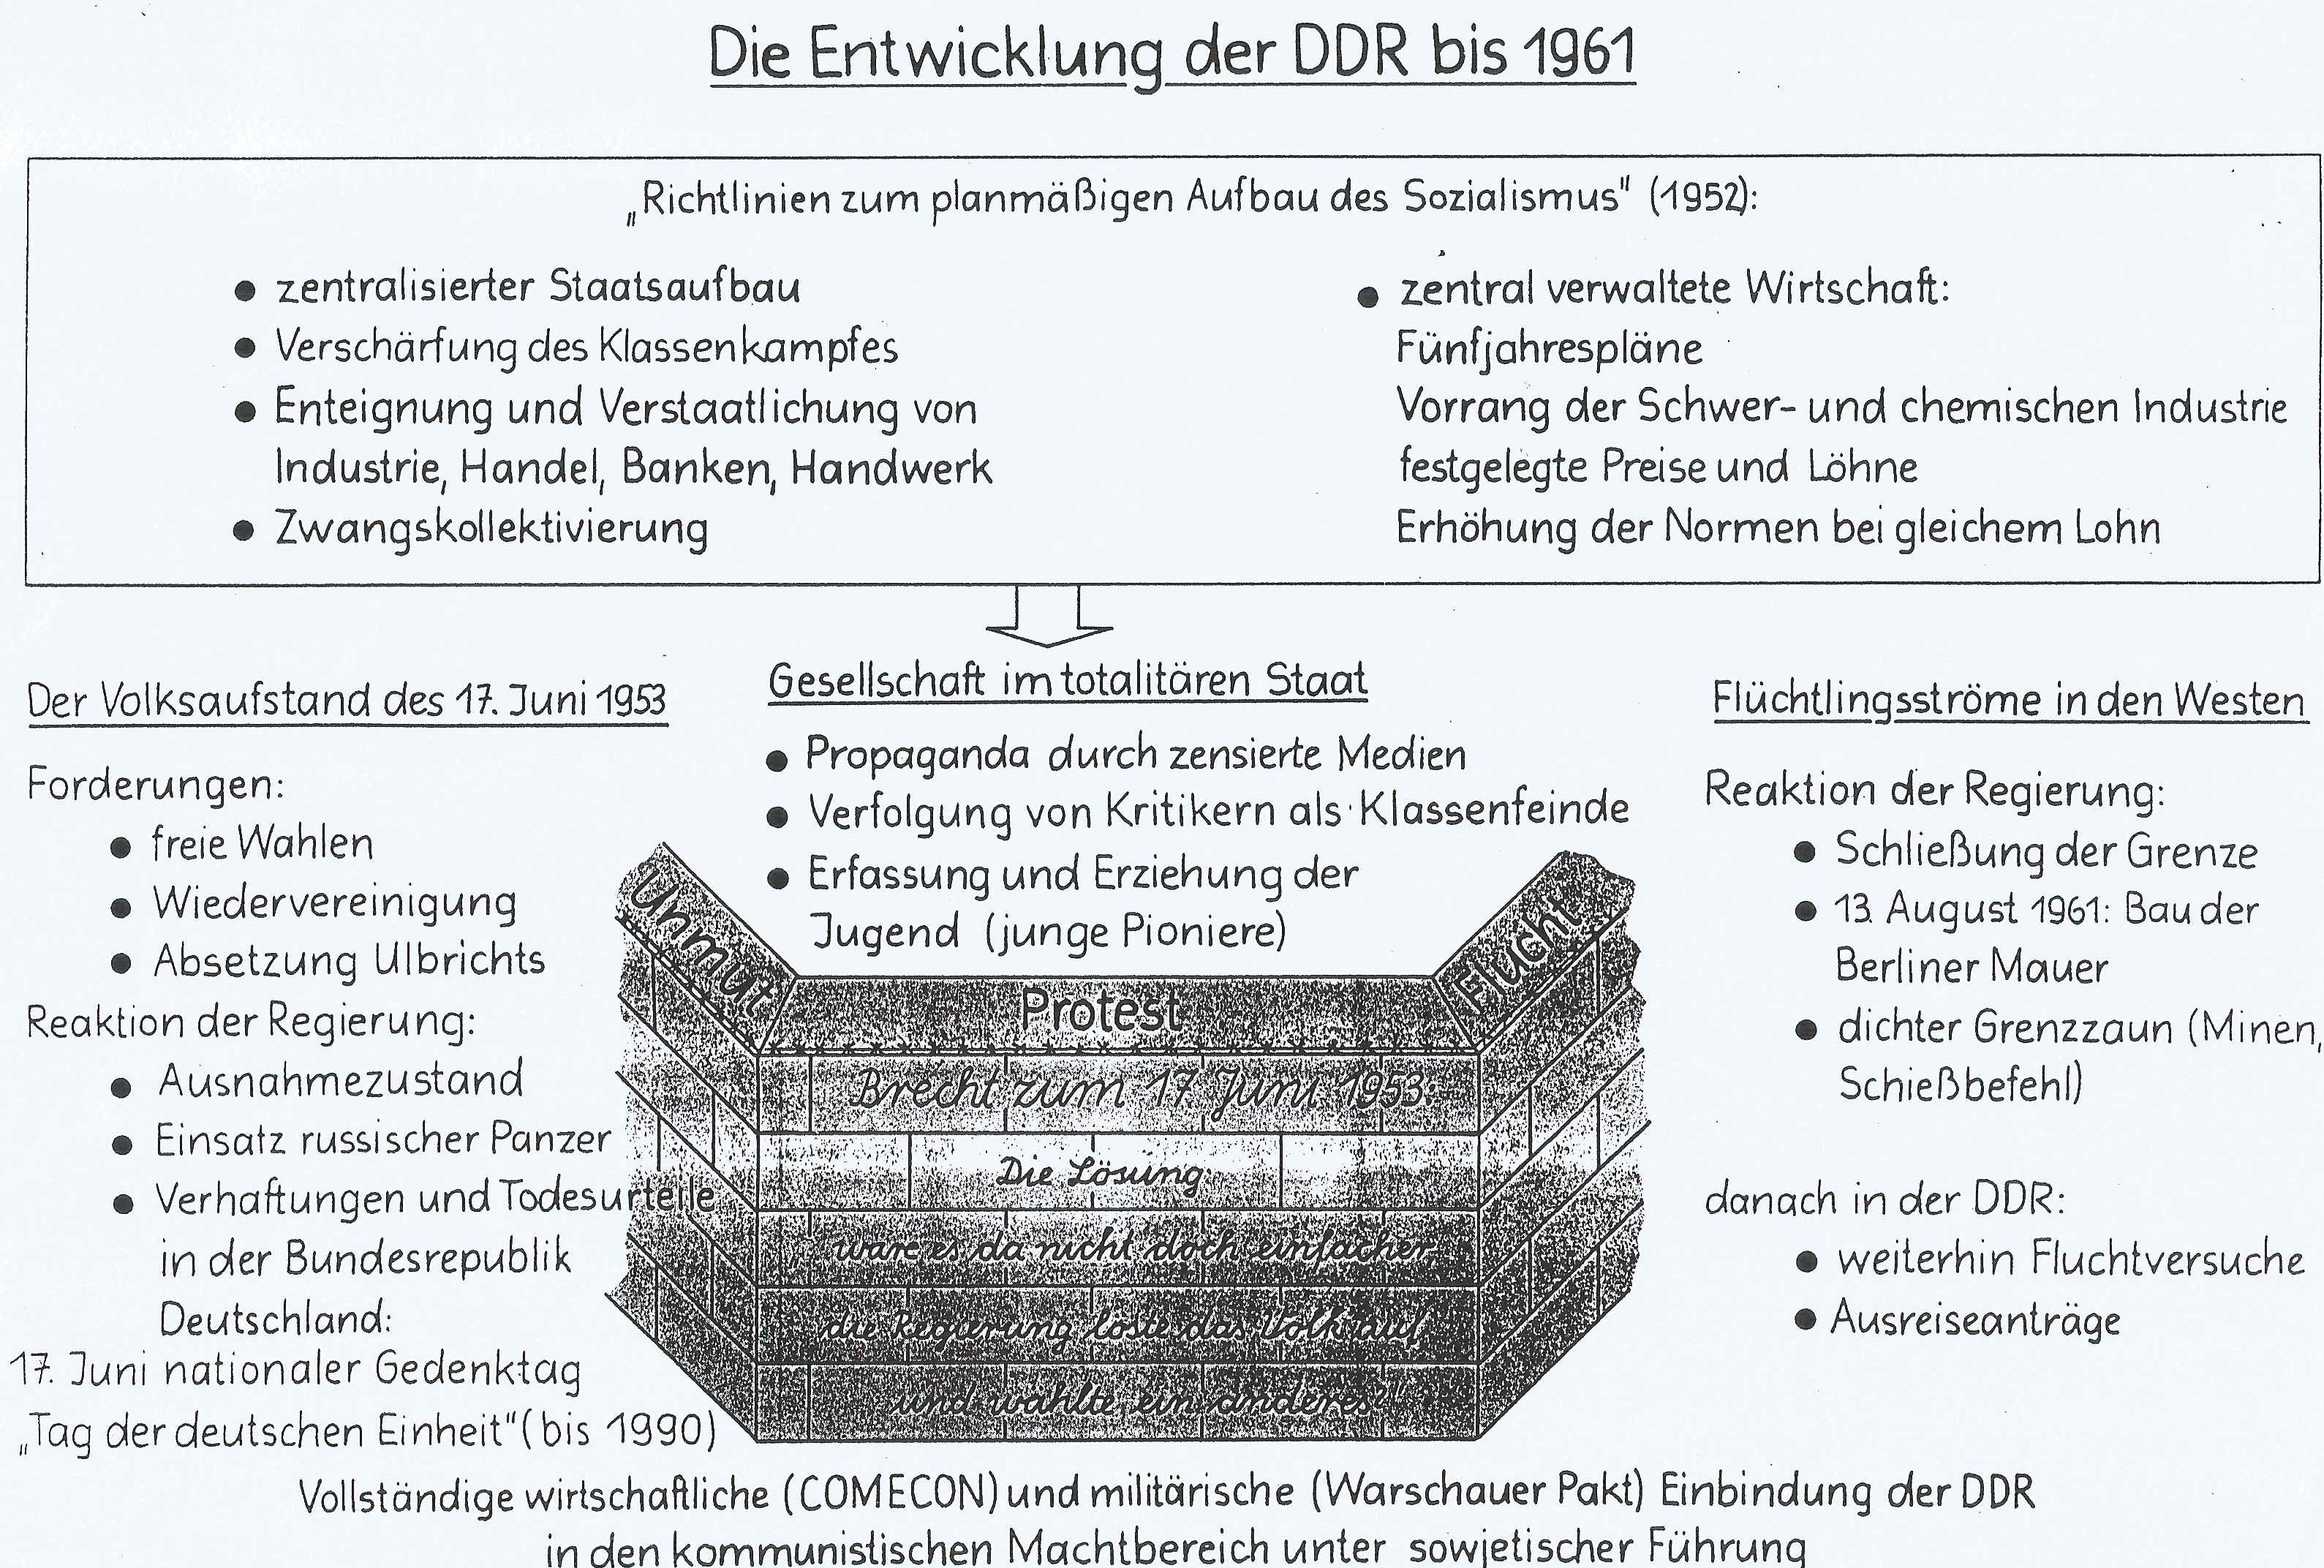 Die Entwicklung der DDR bis 1961
„Richtlinien zum planmäßigen Aufbau des Sozialismus" (1952):
● zentralisierter Staatsaufbau
● Verschärfung des Klassenkampfes
● Enteignung und Verstaatlichung von
Industrie, Handel, Banken, Handwerk
● Zwangskollektivierung
● zentral verwaltete Wirtschaft:
Fünfjahrespläne
Vorrang der Schwer- und chemischen Industrie
festgelegte Preise und Löhne
Erhöhung der Normen bei gleichem Lohn
Der Volksaufstand des 17. Juni 1953
Forderungen:
● freie Wahlen
● Wiedervereinigung
● Absetzung Ulbrichts
Reaktion der Regierung:
● Ausnahmezustand
● Einsatz russischer Panzer
● Verhaftungen und Todesurteile
in der Bundesrepublik
Deutschland:
17. Juni nationaler Gedenktag
„Tag der deutschen Einheit" (bis 1990)
Gesellschaft im totalitären Staat
● Propaganda durch zensierte Medien
● Verfolgung von Kritikern als Klassenfeinde
● Erfassung und Erziehung der
Jugend (junge Pioniere)
Unmut
Protest
Flucht
Brecht zum 17. Juni 1953:
Die Lösung:
"wäre es da nicht doch einfacher
die Regierung löste das Volk auf
und wählte ein anderes?"
Flüchtlingsströme in den Westen
Reaktion der Regierung:
● Schließung der Grenze
● 13. August 1961: Bau der
Berliner Mauer
● dichter Grenzzaun (Minen,
Schießbefehl)
danach in der DDR:
● weiterhin Fluchtversuche
● Ausreiseanträge
Vollständige wirtschaftliche (COMECON) und militärische (Warschauer Pakt) Einbindung der DDR
in den kommunistischen Machtbereich unter sowjetischer Führung